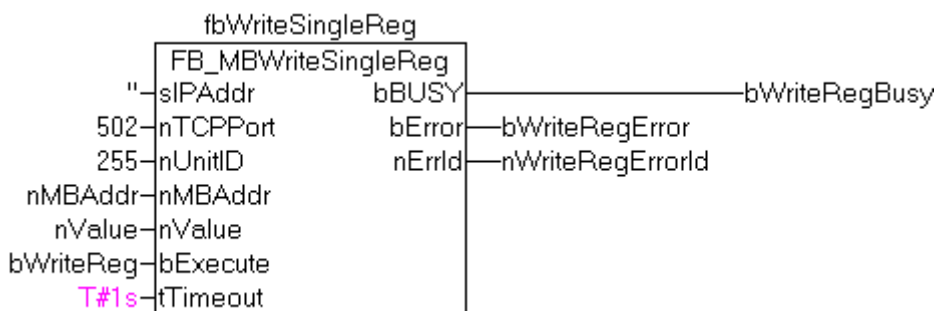 fbWriteSingleReg
FB_MBWriteSingleReg
'' sIPAddr bBUSY bWriteRegBusy
502 nTCPPort bError bWriteRegError
255 nUnitID nErrId nWriteRegErrorId
nMBAddr nMBAddr
nValue nValue
bWriteReg bExecute
T#1s tTimeout